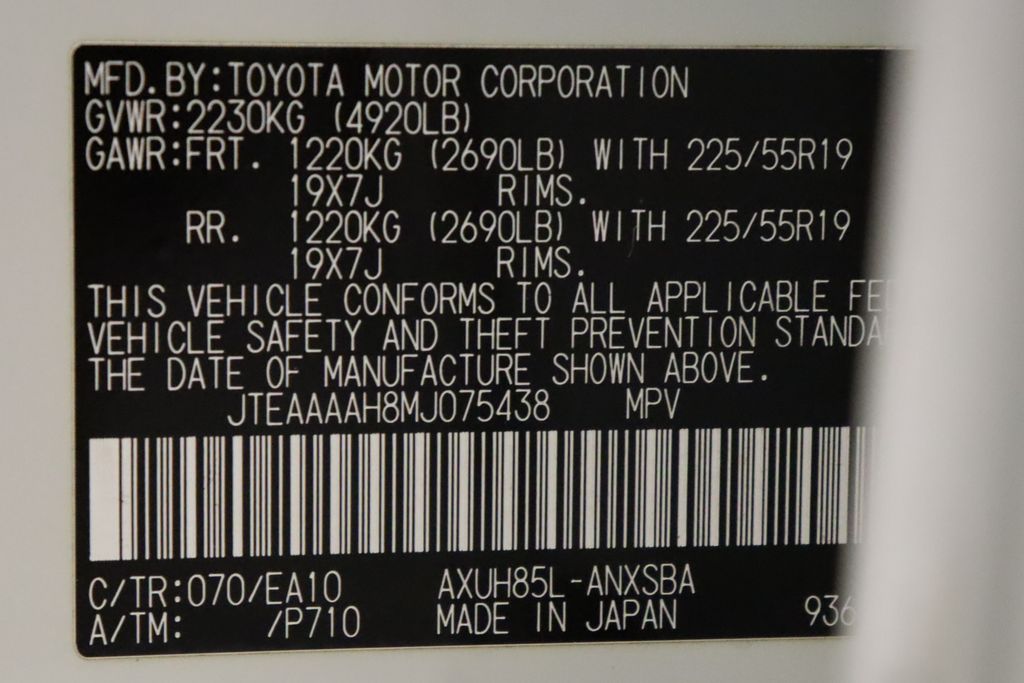 MFD.BY:TOYOTA MOTOR CORPORATION
GVWR:2230KG (4920LB)
GAWR:FRT. 1220KG (2690LB) WITH 225/55R19
19X7J RIMS.
RR. 1220KG (2690LB) WITH 225/55R19
19X7J RIMS.
THIS VEHICLE CONFORMS TO ALL APPLICABLE
VEHICLE SAFETY AND THEFT PREVENTION
THE DATE OF MANUFACTURE SHOWN ABOVE.
JTEAAAAH8MJ075438 MPV
C/TR:070/EA10 AXUH85L-ANXSBA
A/TM: /P710 MADE IN JAPAN 936